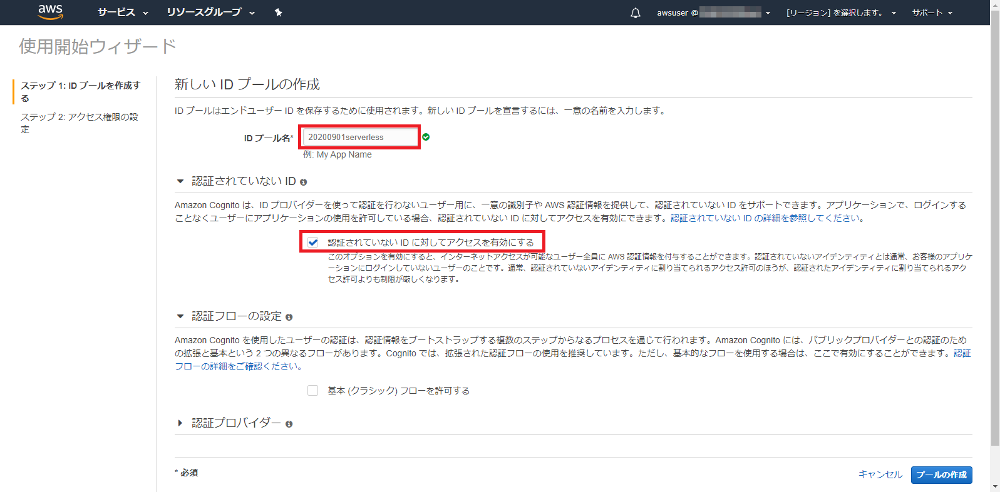 aws サービス リソースグループ awsuser @ [リージョン] を選択します。 サポート
使用開始ウィザード
ステップ 1: ID プールを作成す
る
ステップ 2: アクセス権限の設
定
新しい ID プールの作成
ID プールはエンドユーザー ID を保存するために使用されます。新しい ID プールを宣言するには、一意の名前を入力します。
ID プール名* 20200901serverless
例: My App Name
認証されていない ID
Amazon Cognito は、ID プロバイダーを使って認証を行わないユーザー用に、一意の識別子や AWS 認証情報を提供して、認証されていない ID をサポートできます。アプリケーションで、ログインする
ことなくユーザーにアプリケーションの使用を許可している場合、認証されていない ID に対してアクセスを有効にできます。認証されていない ID の詳細を参照してください。
認証されていない ID に対してアクセスを有効にする
このオプションを有効にすると、インターネットアクセスが可能なユーザー全員に AWS 認証情報を付与することができます。認証されていないアイデンティティとは通常、お客様のアプリケ
ーションにログインしていないユーザーのことです。通常、認証されていないアイデンティティに割り当てられるアクセス許可のほうが、認証されたアイデンティティに割り当てられるアク
セス許可よりも制限が厳しくなります。
認証フローの設定
Amazon Cognito を使用したユーザーの認証は、認証情報をブートストラップする複数のステップからなるプロセスを通じて行われます。Amazon Cognito には、パブリックプロバイダーとの認証のため
の拡張と基本という 2 つの異なるフローがあります。Cognito では、拡張された認証フローの使用を推奨しています。ただし、基本的なフローを使用する場合は、ここで有効にすることができます。認証
フローの詳細をご確認ください。
基本 (クラシック) フローを許可する
認証プロバイダー
* 必須
キャンセル プールの作成